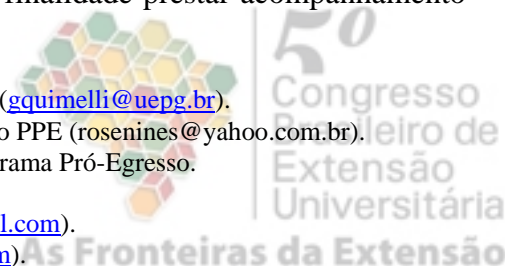 finalidade prestar acompanhamento
5º
(gquimelli@uepg.br).
Congresso
o PPE (rosenines@yahoo.com.br).
Brasileiro de
rama Pró-Egresso.
Extensão
Universitária
l.com).
m).
As Fronteiras da Extensão